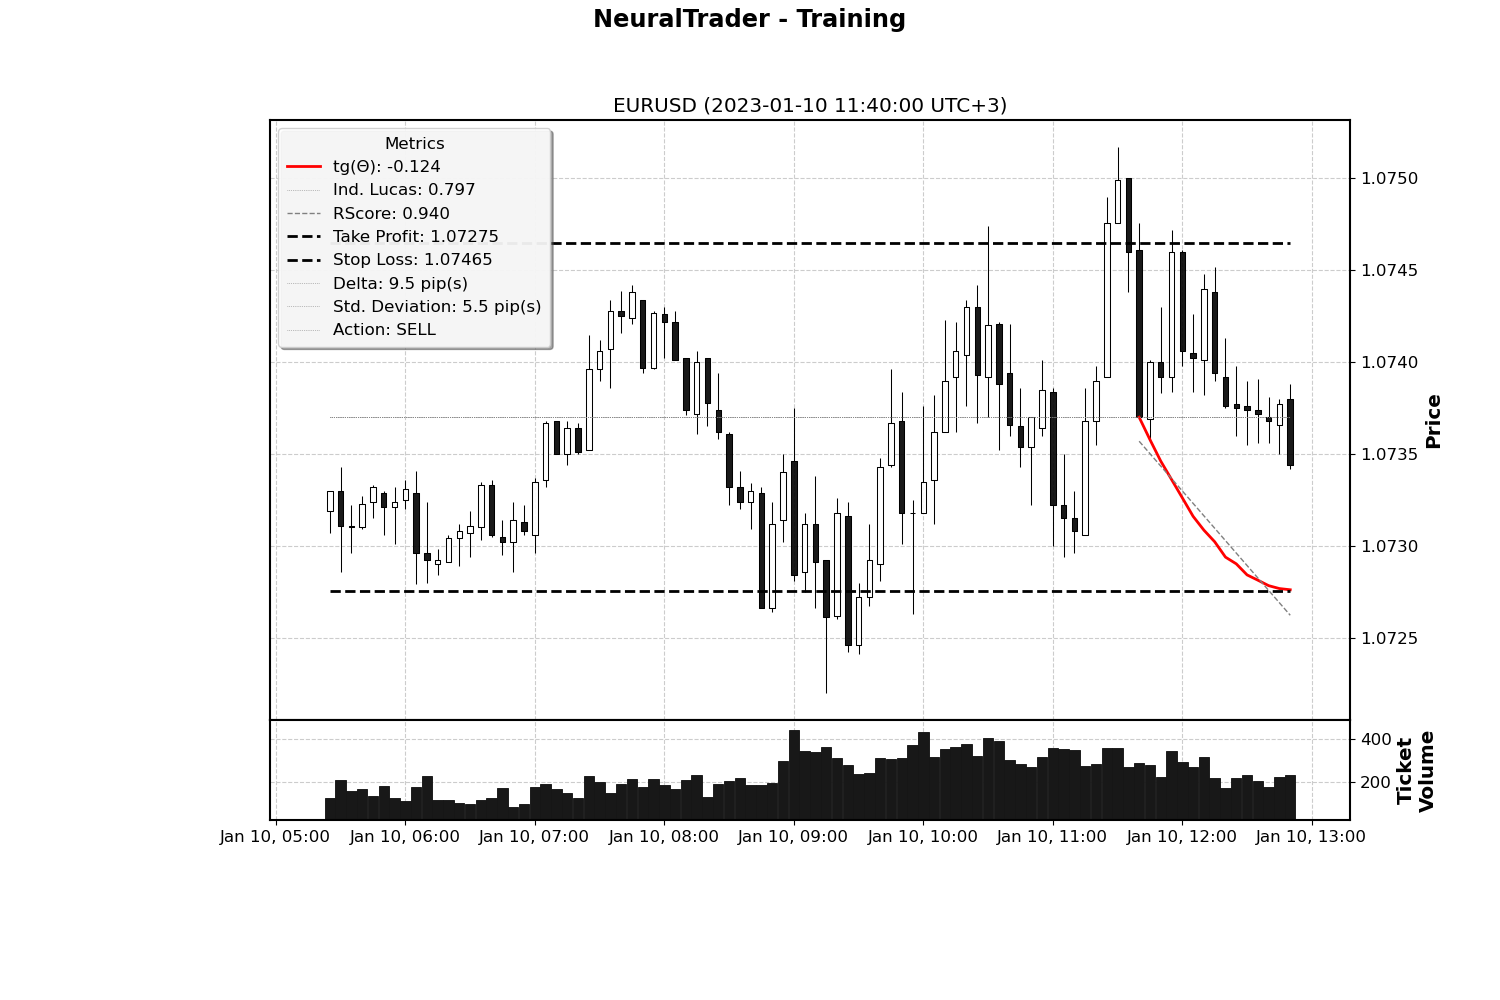 NeuralTrader - Training
EURUSD (2023-01-10 11:40:00 UTC+3)
Metrics
tg(Θ): -0.124
Ind. Lucas: 0.797
RScore: 0.940
Take Profit: 1.07275
Stop Loss: 1.07465
Delta: 9.5 pip(s)
Std. Deviation: 5.5 pip(s)
Action: SELL
1.0750
1.0745
1.0740
1.0735
1.0730
1.0725
Price
400
200
Ticket
Volume
Jan 10, 05:00 Jan 10, 06:00 Jan 10, 07:00 Jan 10, 08:00 Jan 10, 09:00 Jan 10, 10:00 Jan 10, 11:00 Jan 10, 12:00 Jan 10, 13:00